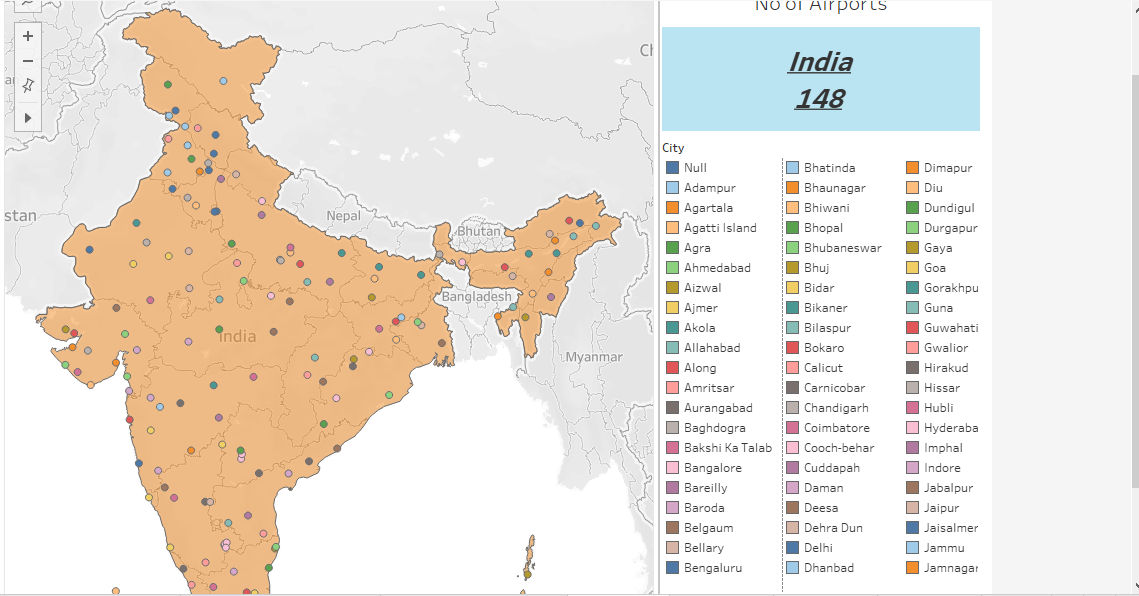 No of Airports
India
148
City
Null
Adampur
Agartala
Agatti Island
Agra
Ahmedabad
Aizwal
Ajmer
Akola
Allahabad
Along
Amritsar
Aurangabad
Baghdogra
Bakshi Ka Talab
Bangalore
Bareilly
Baroda
Belgaum
Bellary
Bengaluru
Bhatinda
Bhaunagar
Bhiwani
Bhopal
Bhubaneswar
Bhuj
Bidar
Bikaner
Bilaspur
Bokaro
Calicut
Carnicobar
Chandigarh
Coimbatore
Cooch-behar
Cuddapah
Daman
Deesa
Dehra Dun
Delhi
Dhanbad
Dimapur
Diu
Dundigul
Durgapur
Gaya
Goa
Gorakhpu
Guna
Guwahati
Gwalior
Hirakud
Hissar
Hubli
Hyderaba
Imphal
Indore
Jabalpur
Jaipur
Jaisalmer
Jammu
Jamnagar
stan
Nepal
Bhutan
Bangladesh
India
Myanmar